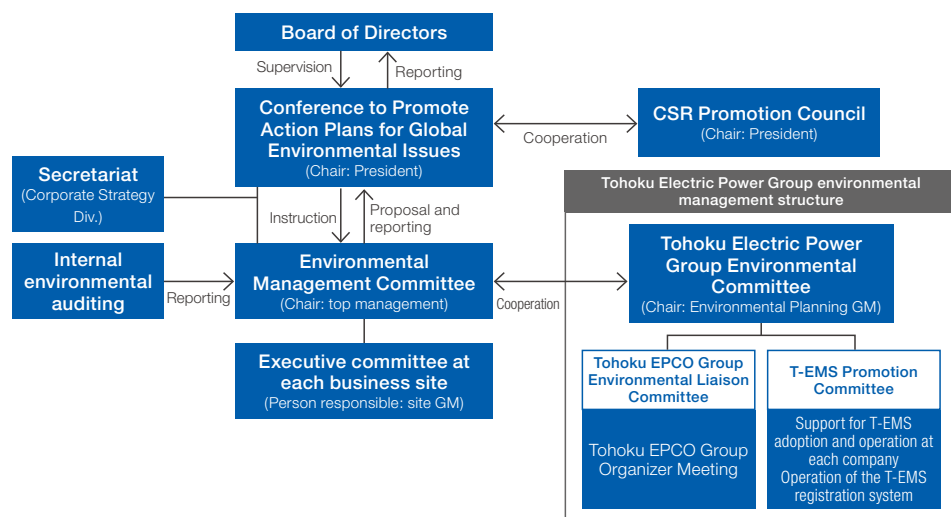 Board of Directors
Supervision
Reporting
Conference to Promote
Action Plans for Global
Environmental Issues
(Chair: President)
Cooperation
CSR Promotion Council
(Chair: President)
Secretariat
(Corporate Strategy
Div.)
Instruction
Proposal and
reporting
Internal
environmental
auditing
Reporting
Environmental
Management Committee
(Chair: top management)
Cooperation
Executive committee at
each business site
(Person responsible: site GM)
Tohoku Electric Power Group environmental
management structure
Tohoku Electric Power
Group Environmental
Committee
(Chair: Environmental Planning GM)
Tohoku EPCO Group
Environmental Liaison
Committee
Tohoku EPCO Group
Organizer Meeting
T-EMS Promotion
Committee
Support for T-EMS
adoption and operation at
each company
Operation of the T-EMS
registration system